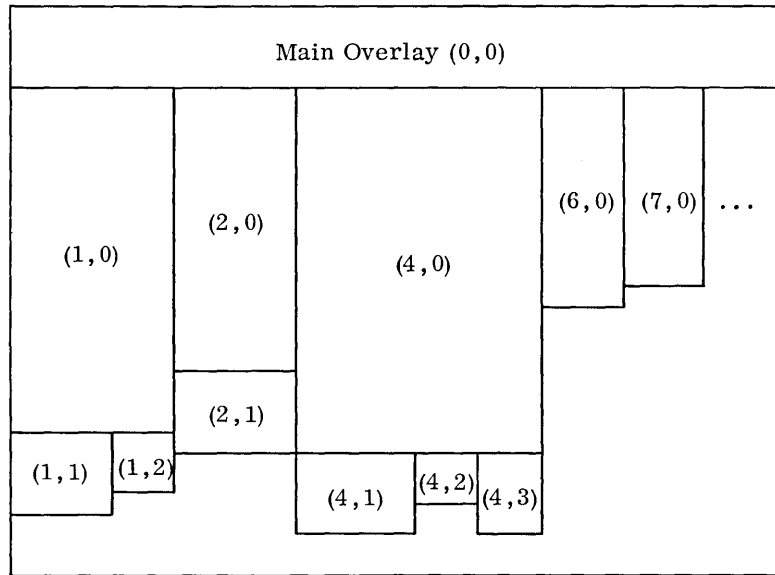 Main Overlay (0,0)
(6,0) (7,0) ...
(2,0)
(1,0)
(4,0)
(2,1)
(1,1) (1,2)
(4,1) (4,2) (4,3)